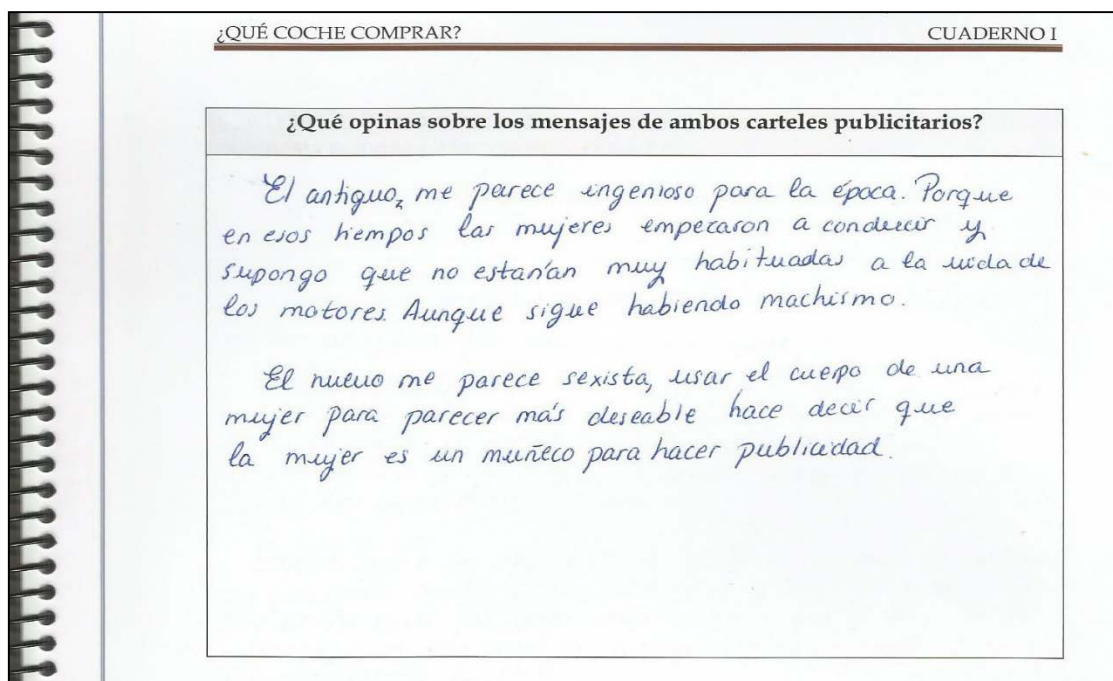 ¿QUÉ COCHE COMPRAR? CUADERNO I
¿Qué opinas sobre los mensajes de ambos carteles publicitarios?
El antiguo, me parece ingenioso para la época. Porque
en esos tiempos las mujeres empezaron a conducir y
supongo que no estarían muy habituadas a la vida de
los motores. Aunque sigue habiendo machismo.
El nuevo me parece sexista, usar el cuerpo de una
mujer para parecer más deseable hace decir que
la mujer es un muñeco para hacer publicidad.